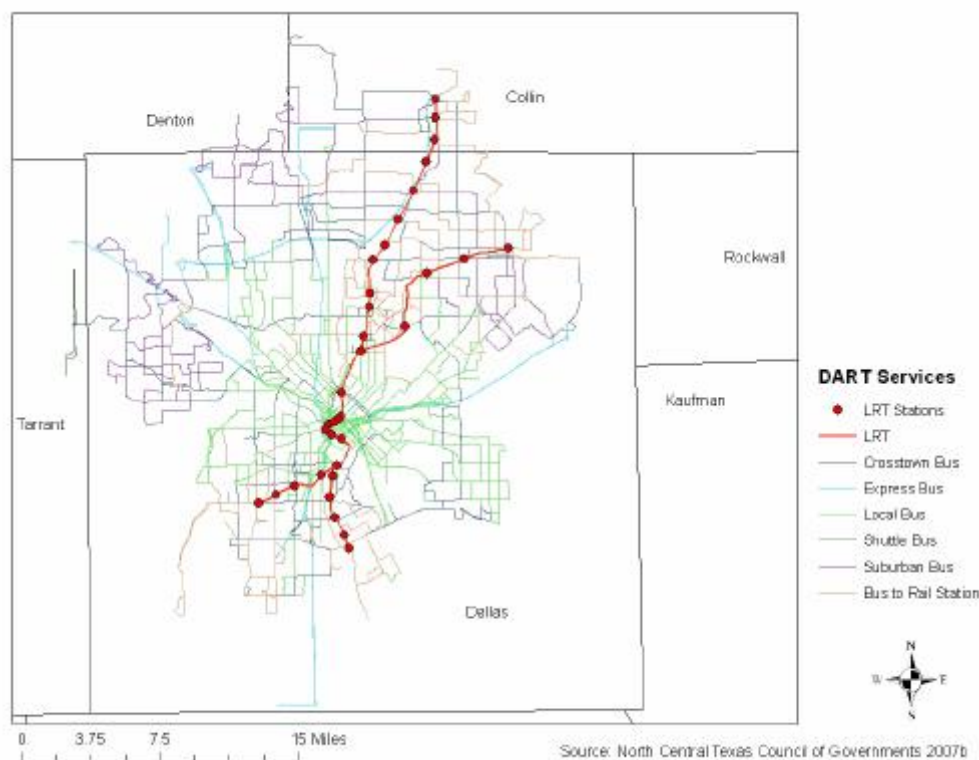 Collin
Denton
Rockwall
DART Services
Kaufman
LRT Stations
Tarrant
LRT
Crosstown Bus
Express Bus
Local Bus
Shuttle Bus
Suburban Bus
Bus to Rail Station
Dallas
N
W E
S
0. 3.75 7.5 15 Miles
Source: North Central Texas Council of Governments 2007b